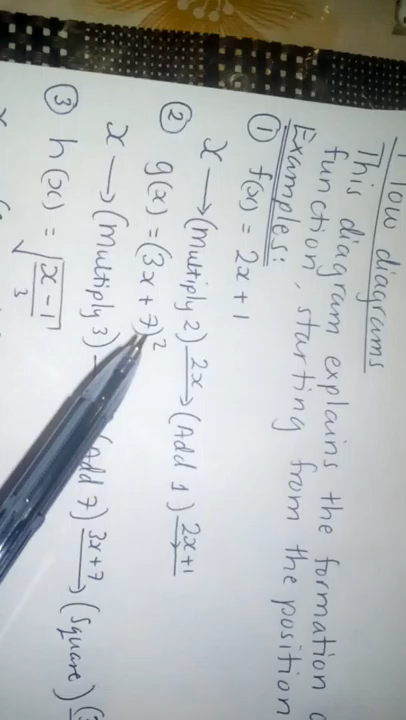 Flow diagrams
This diagram explains the formation
function, starting from the position
Examples:
① f(x) = 2x + 1
x → (Multiply 2) 2x → (Add 1) 2x+1 →
② g(x) = (3x + 7)²
x → (Multiply 3) (Add 7) 3x+7 → (Square)
③ h(x) = √((x - 1)/3)